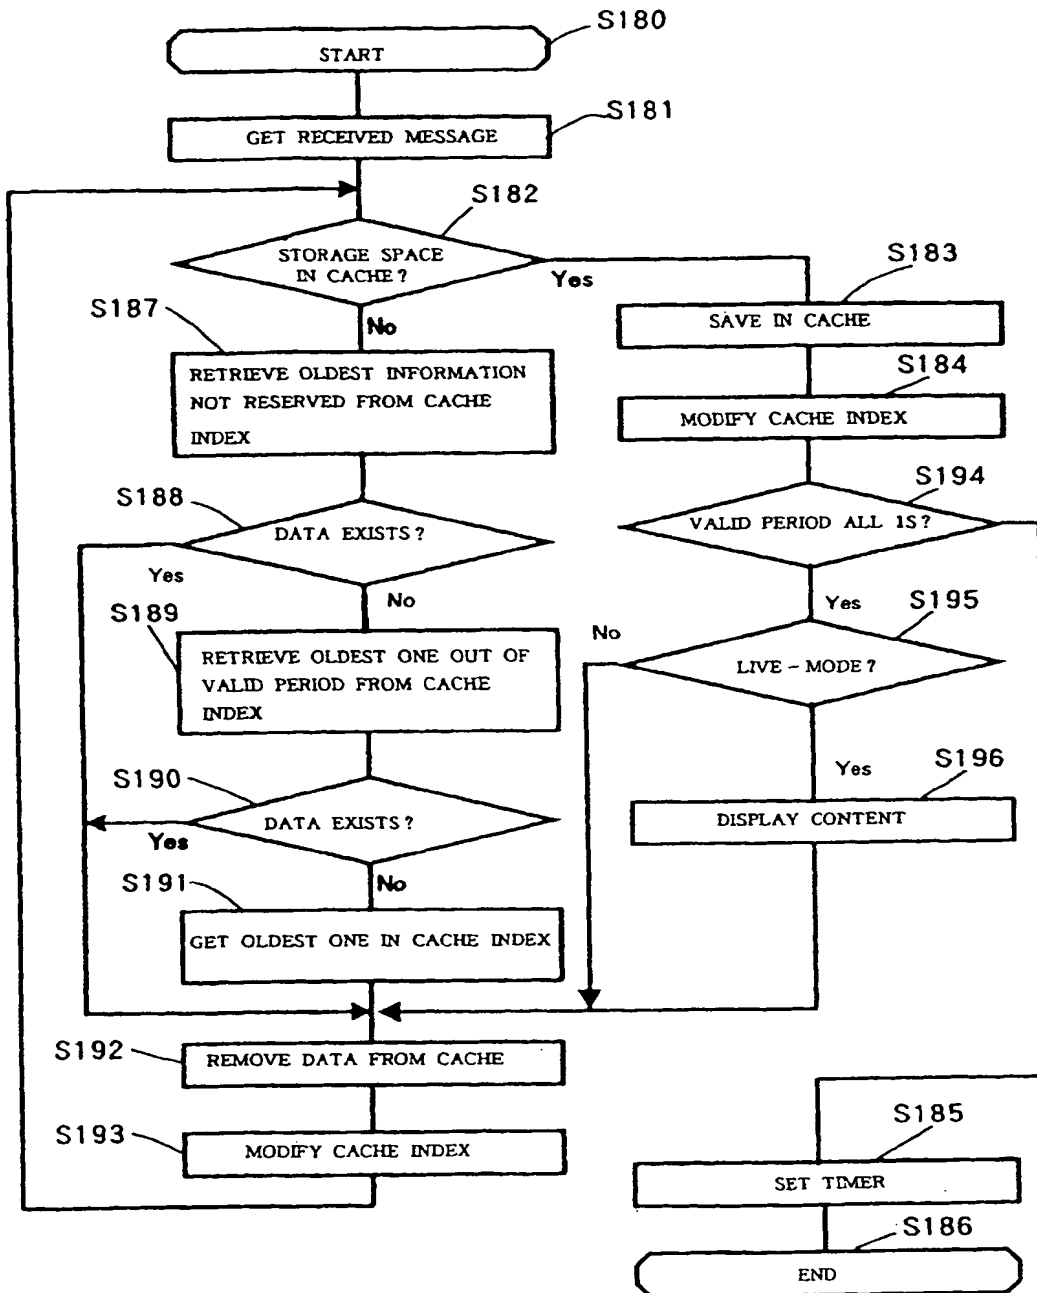 S180
START
S181
GET RECEIVED MESSAGE
S182
STORAGE SPACE
IN CACHE?
Yes
No
S183
SAVE IN CACHE
S184
MODIFY CACHE INDEX
S187
RETRIEVE OLDEST INFORMATION
NOT RESERVED FROM CACHE
INDEX
S188
DATA EXISTS?
Yes
No
S189
RETRIEVE OLDEST ONE OUT OF
VALID PERIOD FROM CACHE
INDEX
S190
DATA EXISTS?
Yes
No
S191
GET OLDEST ONE IN CACHE INDEX
S192
REMOVE DATA FROM CACHE
S193
MODIFY CACHE INDEX
S194
VALID PERIOD ALL 1S?
Yes
S195
No
LIVE-MODE?
Yes
S196
DISPLAY CONTENT
S185
SET TIMER
S186
END